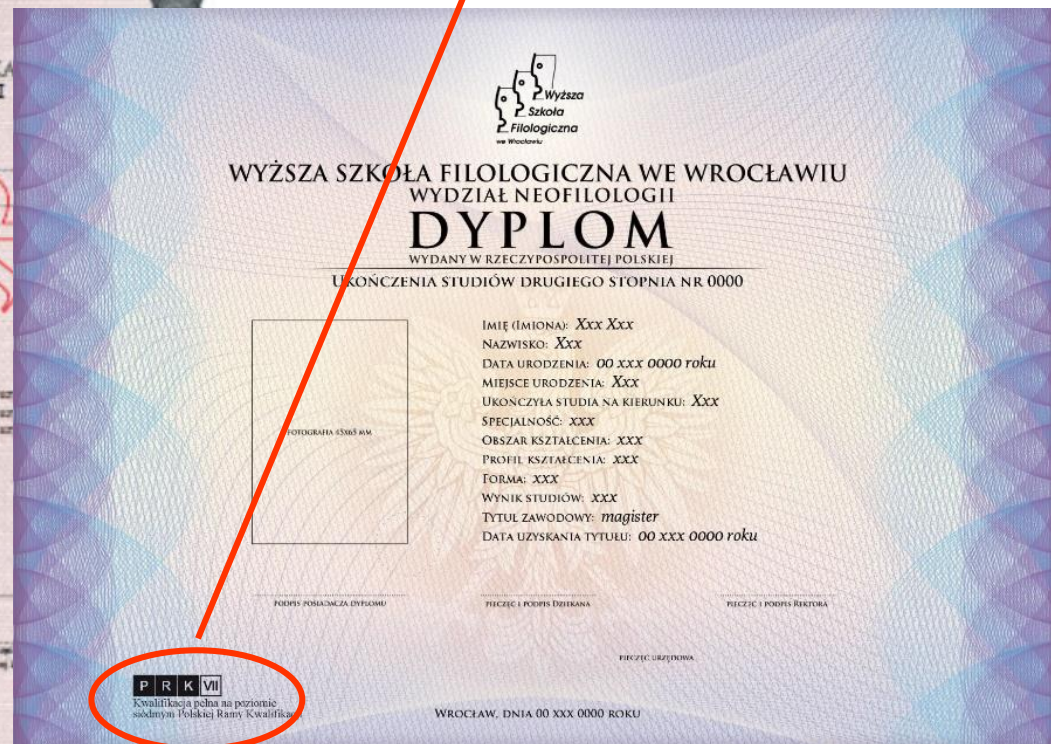 Wyższa
Szkoła
Filologiczna
we Wrocławiu
WYŻSZA SZKOŁA FILOLOGICZNA WE WROCŁAWIU
WYDZIAŁ NEOFILOLOGII
DYPLOM
WYDANY W RZECZYPOSPOLITEJ POLSKIEJ
UKOŃCZENIA STUDIÓW DRUGIEGO STOPNIA NR 0000
IMIĘ (IMIONA): Xxx Xxx
NAZWISKO: Xxx
DATA URODZENIA: 00 xxx 0000 roku
MIEJSCE URODZENIA: Xxx
UKOŃCZYŁA STUDIA NA KIERUNKU: Xxx
SPECJALNOŚĆ: xxx
OBSZAR KSZTAŁCENIA: xxx
PROFIL KSZTAŁCENIA: xxx
FORMA: xxx
WYNIK STUDIÓW: xxx
TYTUŁ ZAWODOWY: magister
DATA UZYSKANIA TYTUŁU: 00 xxx 0000 roku
FOTOGRAFIA 45X65 MM
PODPIS POSIADACZA DYPLOMU
PIECZĘĆ I PODPIS DZIEKANA
PIECZĘĆ I PODPIS REKTORA
PIECZĘĆ URZĘDOWA
P R K VII
Kwalifikacja pełna na poziomie
siódmym Polskiej Ramy Kwalifikacji
WROCŁAW, DNIA 00 XXX 0000 ROKU